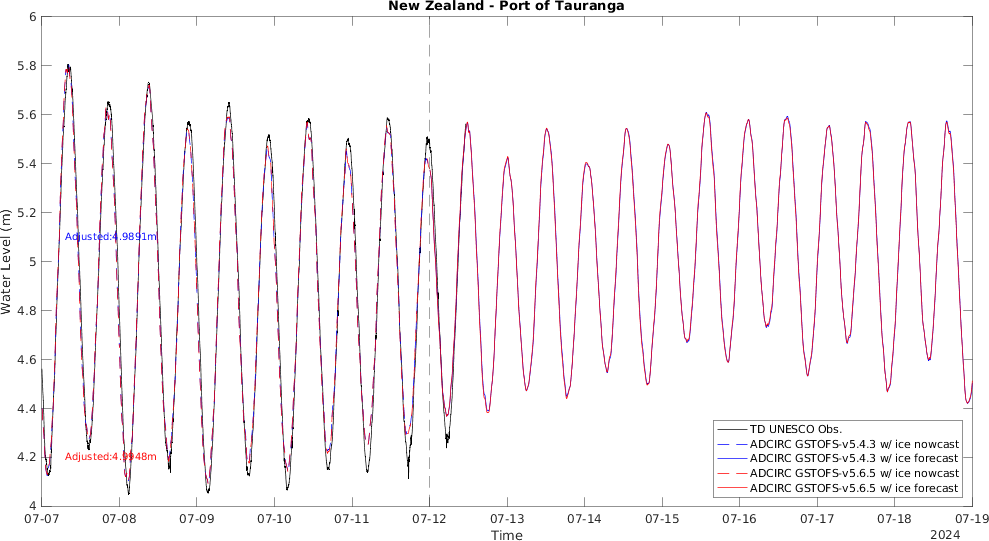 New Zealand - Port of Tauranga
Water Level (m)
6
5.8
5.6
5.4
5.2
5
4.8
4.6
4.4
4.2
4
Adjusted:4.9891m
Adjusted:4.9948m
TD UNESCO Obs.
ADCIRC GSTOFS-v5.4.3 w/ ice nowcast
ADCIRC GSTOFS-v5.4.3 w/ ice forecast
ADCIRC GSTOFS-v5.6.5 w/ ice nowcast
ADCIRC GSTOFS-v5.6.5 w/ ice forecast
07-07 07-08 07-09 07-10 07-11 07-12 07-13 07-14 07-15 07-16 07-17 07-18 07-19
Time
2024